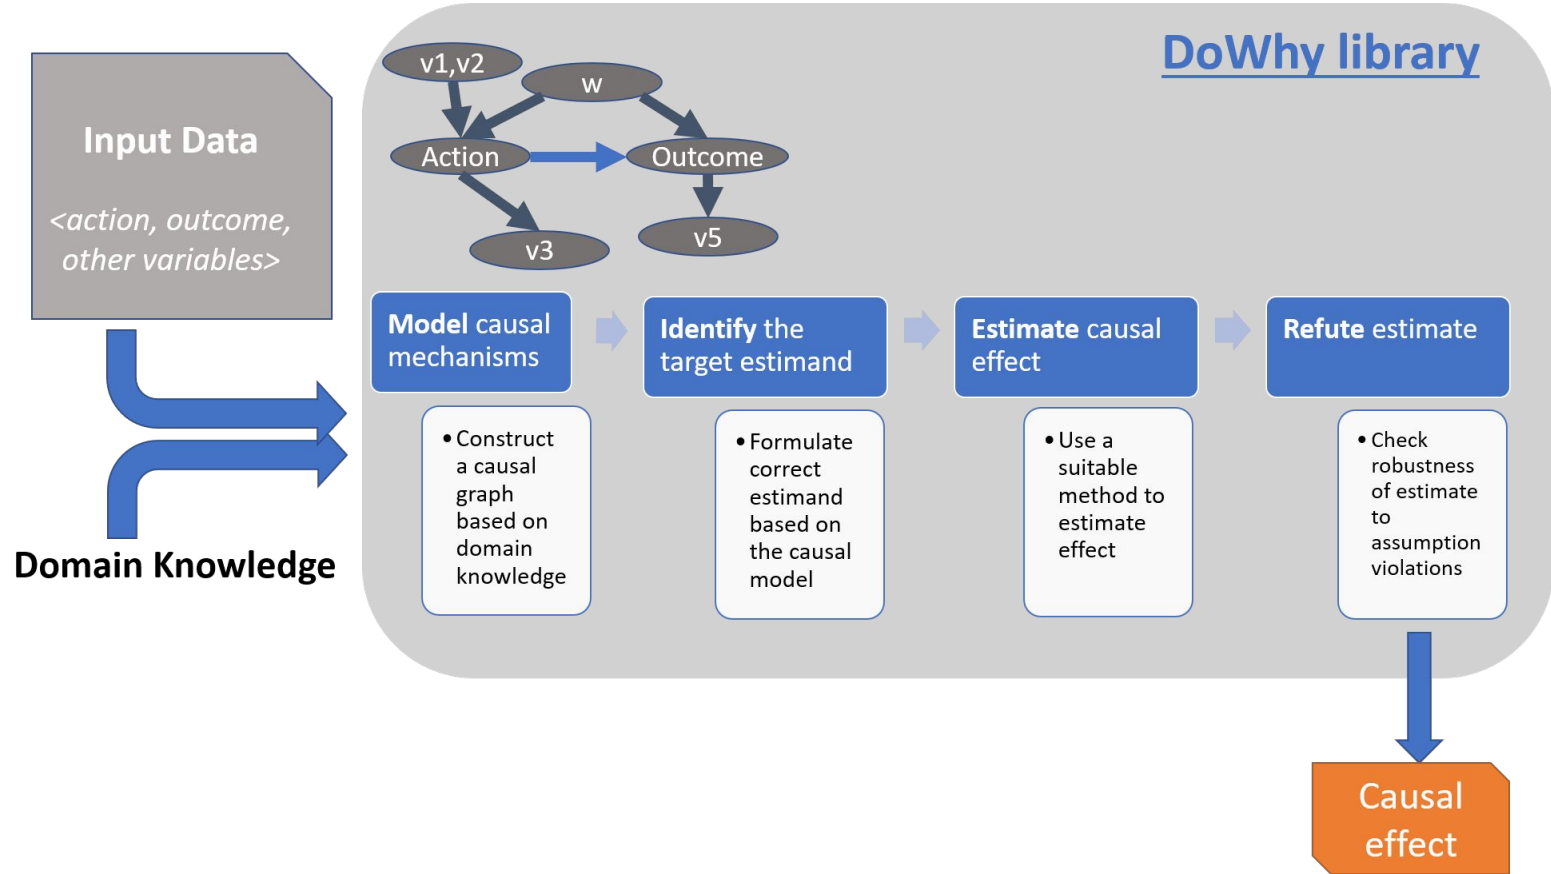 DoWhy library
Input Data
<action, outcome,
other variables>
Domain Knowledge
v1,v2
w
Action
Outcome
v3
v5
Model causal
mechanisms
• Construct
a causal
graph
based on
domain
knowledge
Identify the
target estimand
• Formulate
correct
estimand
based on
the causal
model
Estimate causal
effect
• Use a
suitable
method to
estimate
effect
Refute estimate
• Check
robustness
of estimate
to
assumption
violations
Causal
effect